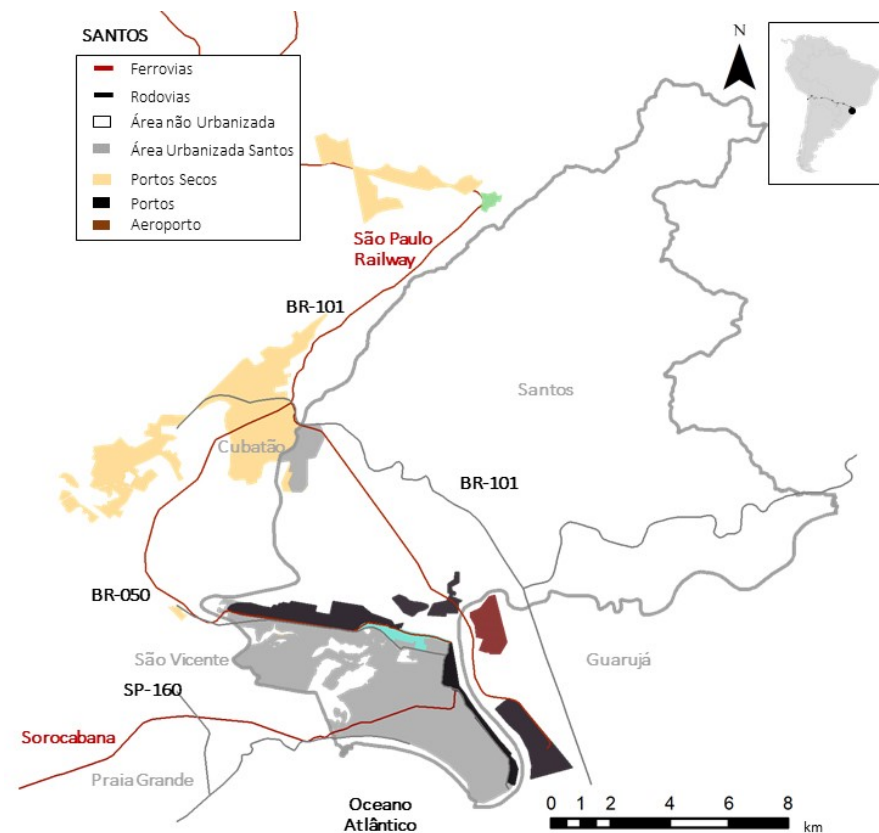 SANTOS
Ferrovias
Rodovias
Área não Urbanizada
Área Urbanizada Santos
Portos Secos
Portos
Aeroporto
N
São Paulo
Railway
BR-101
Santos
Cubatão
BR-101
BR-050
São Vicente
Guarujá
SP-160
Sorocabana
Praia Grande
Oceano
Atlântico
0 1 2 4 6 8
km